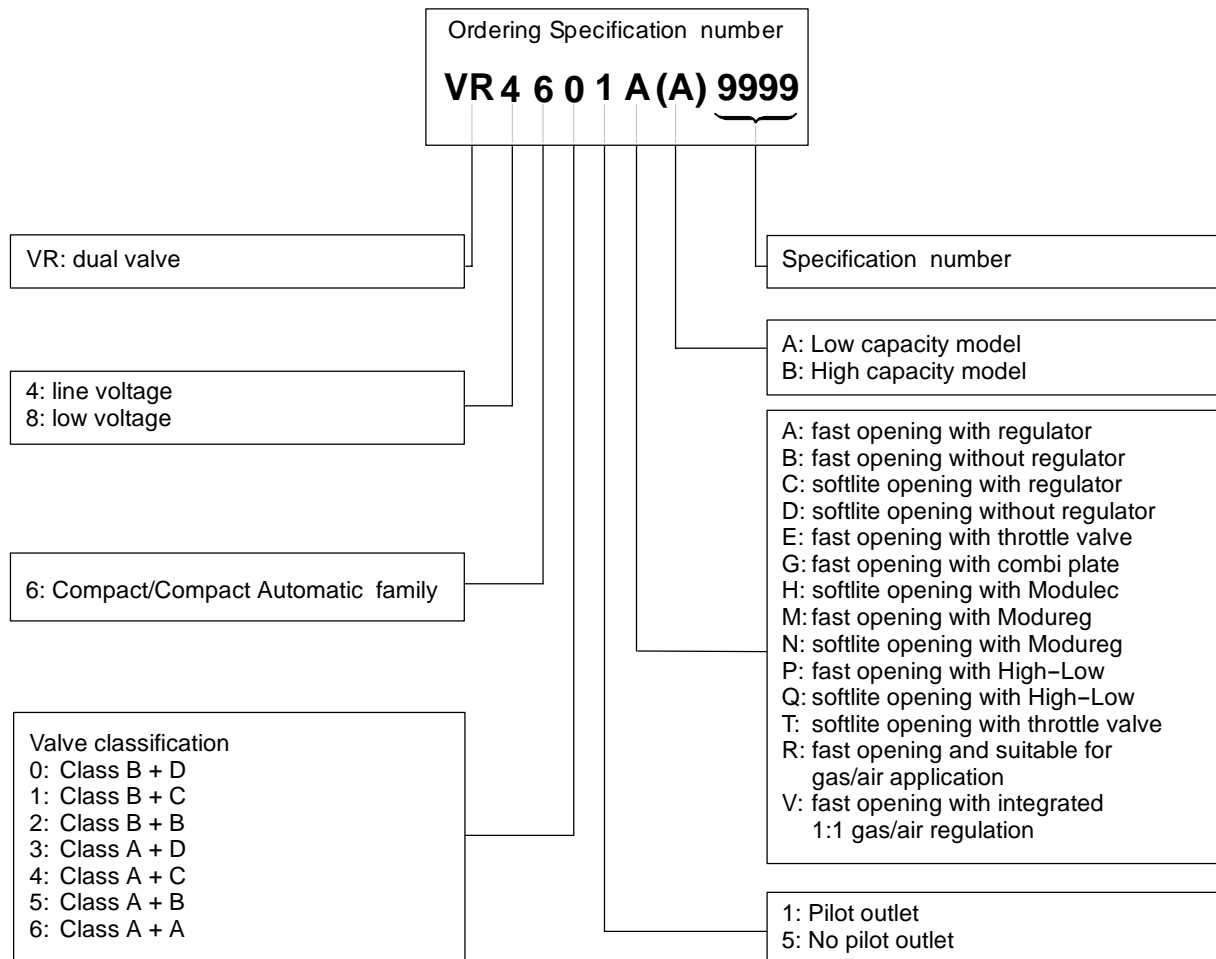 Ordering Specification number
VR 4 6 0 1 A (A) 9999
VR: dual valve
4: line voltage
8: low voltage
6: Compact/Compact Automatic family
Valve classification
0: Class B + D
1: Class B + C
2: Class B + B
3: Class A + D
4: Class A + C
5: Class A + B
6: Class A + A
Specification number
A: Low capacity model
B: High capacity model
A: fast opening with regulator
B: fast opening without regulator
C: softlite opening with regulator
D: softlite opening without regulator
E: fast opening with throttle valve
G: fast opening with combi plate
H: softlite opening with Modulec
M: fast opening with Modureg
N: softlite opening with Modureg
P: fast opening with High-Low
Q: softlite opening with High-Low
T: softlite opening with throttle valve
R: fast opening and suitable for
gas/air application
V: fast opening with integrated
1:1 gas/air regulation
1: Pilot outlet
5: No pilot outlet